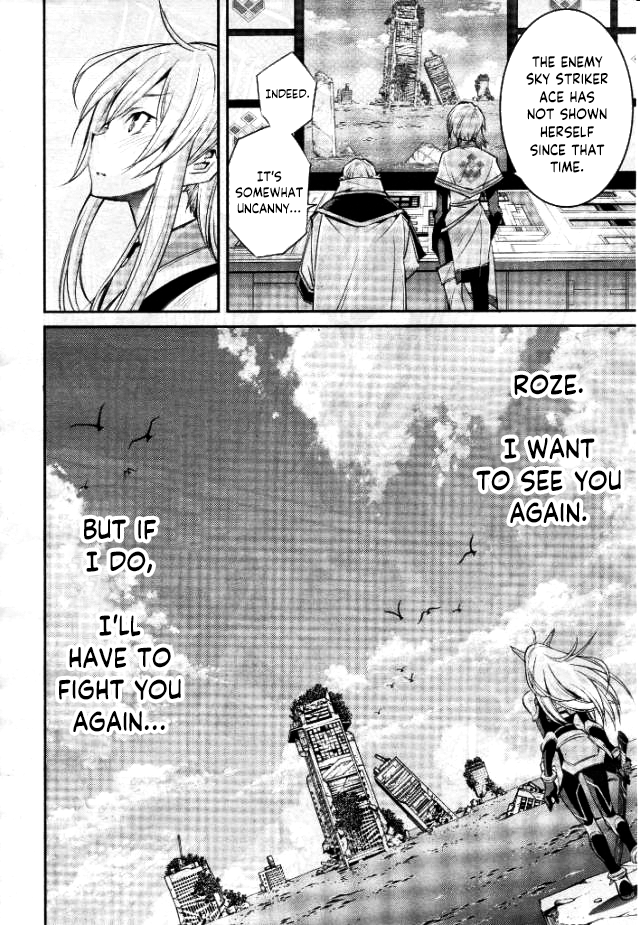 THE ENEMY
SKY STRIKER
ACE HAS
NOT SHOWN
HERSELF
SINCE THAT
TIME.
INDEED.
IT'S
SOMEWHAT
UNCANNY...
ROZE.
I WANT
TO SEE YOU
AGAIN.
BUT IF
I DO,
I'LL
HAVE TO
FIGHT YOU
AGAIN...